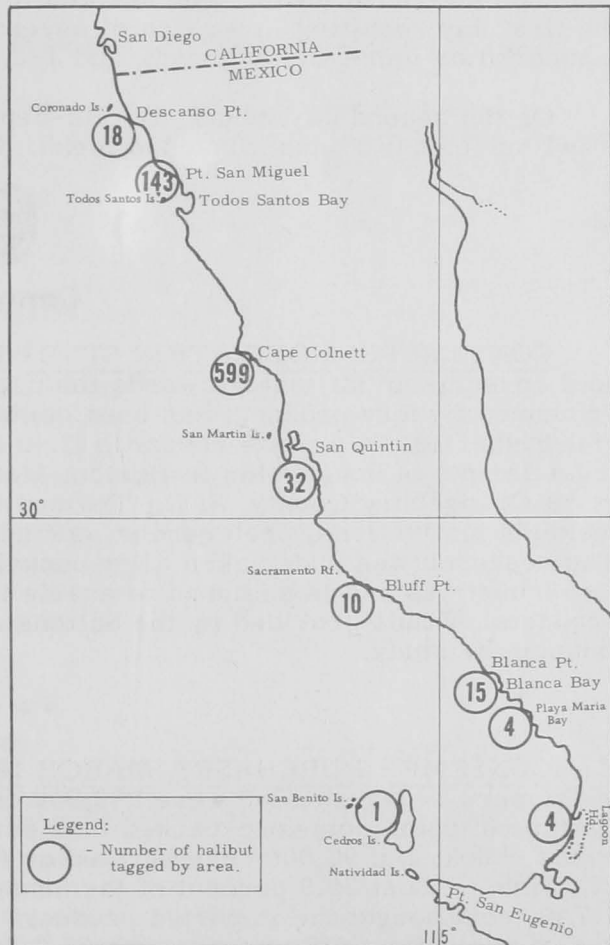 San Diego
CALIFORNIA
MEXICO
Coronado Is.
Descanso Pt.
18
143
Pt. San Miguel
Todos Santos Is.
Todos Santos Bay
Cape Colnett
599
San Martin Is.
San Quintin
32
30°
Sacramento Rf.
Bluff Pt.
10
Blanca Pt.
Blanca Bay
15
Playa Maria
Bay
4
San Benito Is.
1
4
Lagoon
Hd.
Cedros Is.
Natividad Is.
Pt. San Eugenio
115°
Legend:
- Number of halibut
tagged by area.